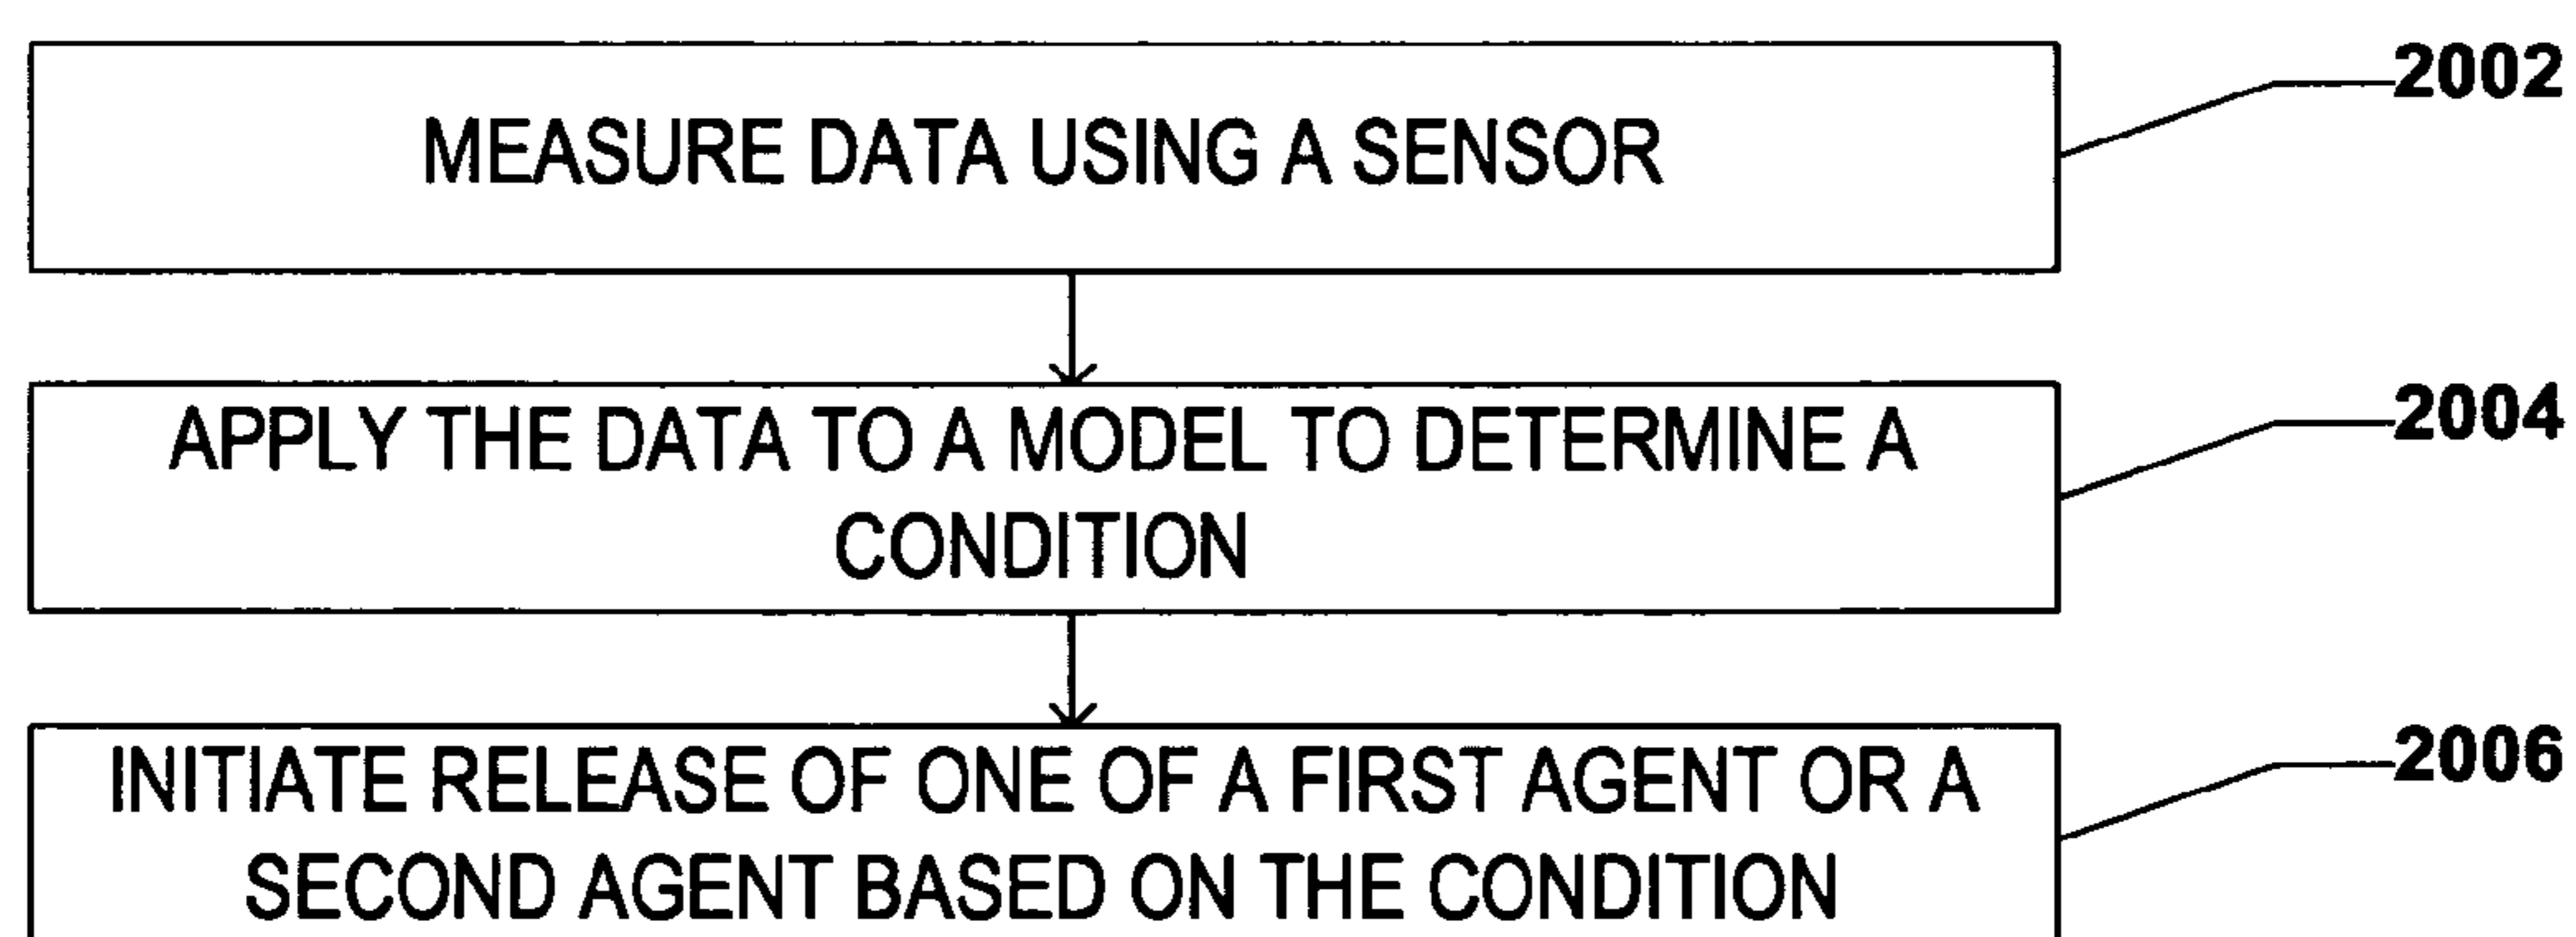 2002
MEASURE DATA USING A SENSOR
2004
APPLY THE DATA TO A MODEL TO DETERMINE A
CONDITION
2006
INITIATE RELEASE OF ONE OF A FIRST AGENT OR A
SECOND AGENT BASED ON THE CONDITION